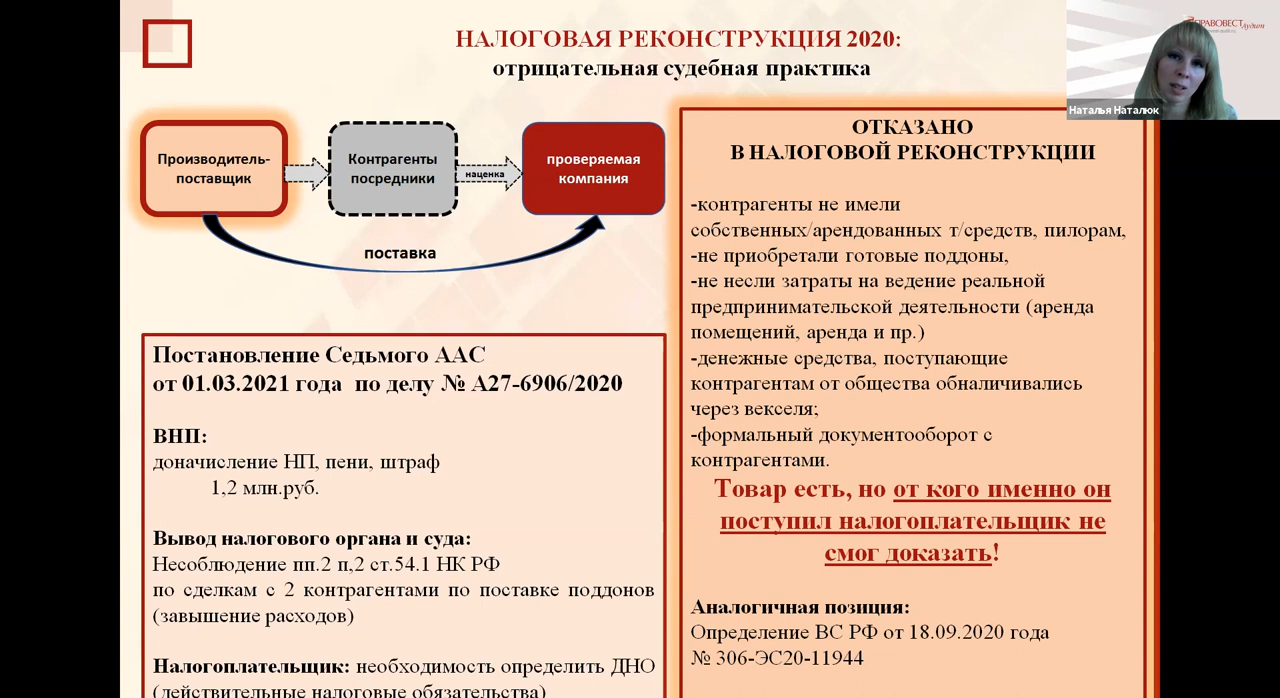 НАЛОГОВАЯ РЕКОНСТРУКЦИЯ 2020:
отрицательная судебная практика
ПРАВОВЕСТ Аудит
Наталья Наталюк
Производитель-
поставщик
Контрагенты
посредники
наценка
проверяемая
компания
поставка
Постановление Седьмого ААС
от 01.03.2021 года по делу № А27-6906/2020
ВНП:
доначисление НП, пени, штраф
1,2 млн.руб.
Вывод налогового органа и суда:
Несоблюдение пп.2 п,2 ст.54.1 НК РФ
по сделкам с 2 контрагентами по поставке поддонов
(завышение расходов)
Налогоплательщик: необходимость определить ДНО
(действительные налоговые обязательства)
ОТКАЗАНО
В НАЛОГОВОЙ РЕКОНСТРУКЦИИ
-контрагенты не имели
собственных/арендованных т/средств, пилорам,
-не приобретали готовые поддоны,
-не несли затраты на ведение реальной
предпринимательской деятельности (аренда
помещений, аренда и пр.)
-денежные средства, поступающие
контрагентам от общества обналичивались
через векселя;
-формальный документооборот с
контрагентами.
Товар есть, но от кого именно он
поступил налогоплательщик не
смог доказать!
Аналогичная позиция:
Определение ВС РФ от 18.09.2020 года
№ 306-ЭС20-11944